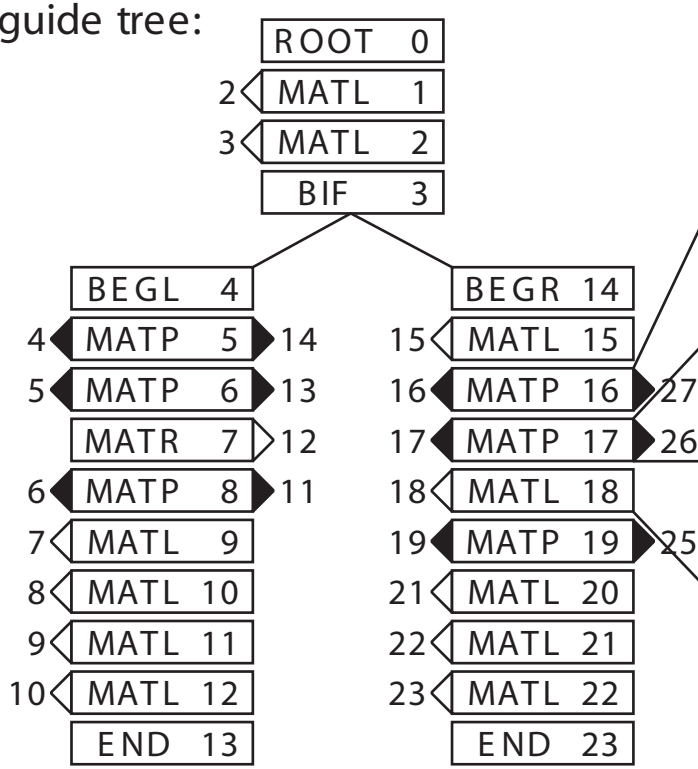 guide tree:
ROOT 0
2 MATL 1
3 MATL 2
BIF 3
BEGL 4
4 MATP 5 14
5 MATP 6 13
MATR 7 12
6 MATP 8 11
7 MATL 9
8 MATL 10
9 MATL 11
10 MATL 12
END 13
BEGR 14
15 MATL 15
16 MATP 16 27
17 MATP 17 26
18 MATL 18
19 MATP 19 25
21 MATL 20
22 MATL 21
23 MATL 22
END 23